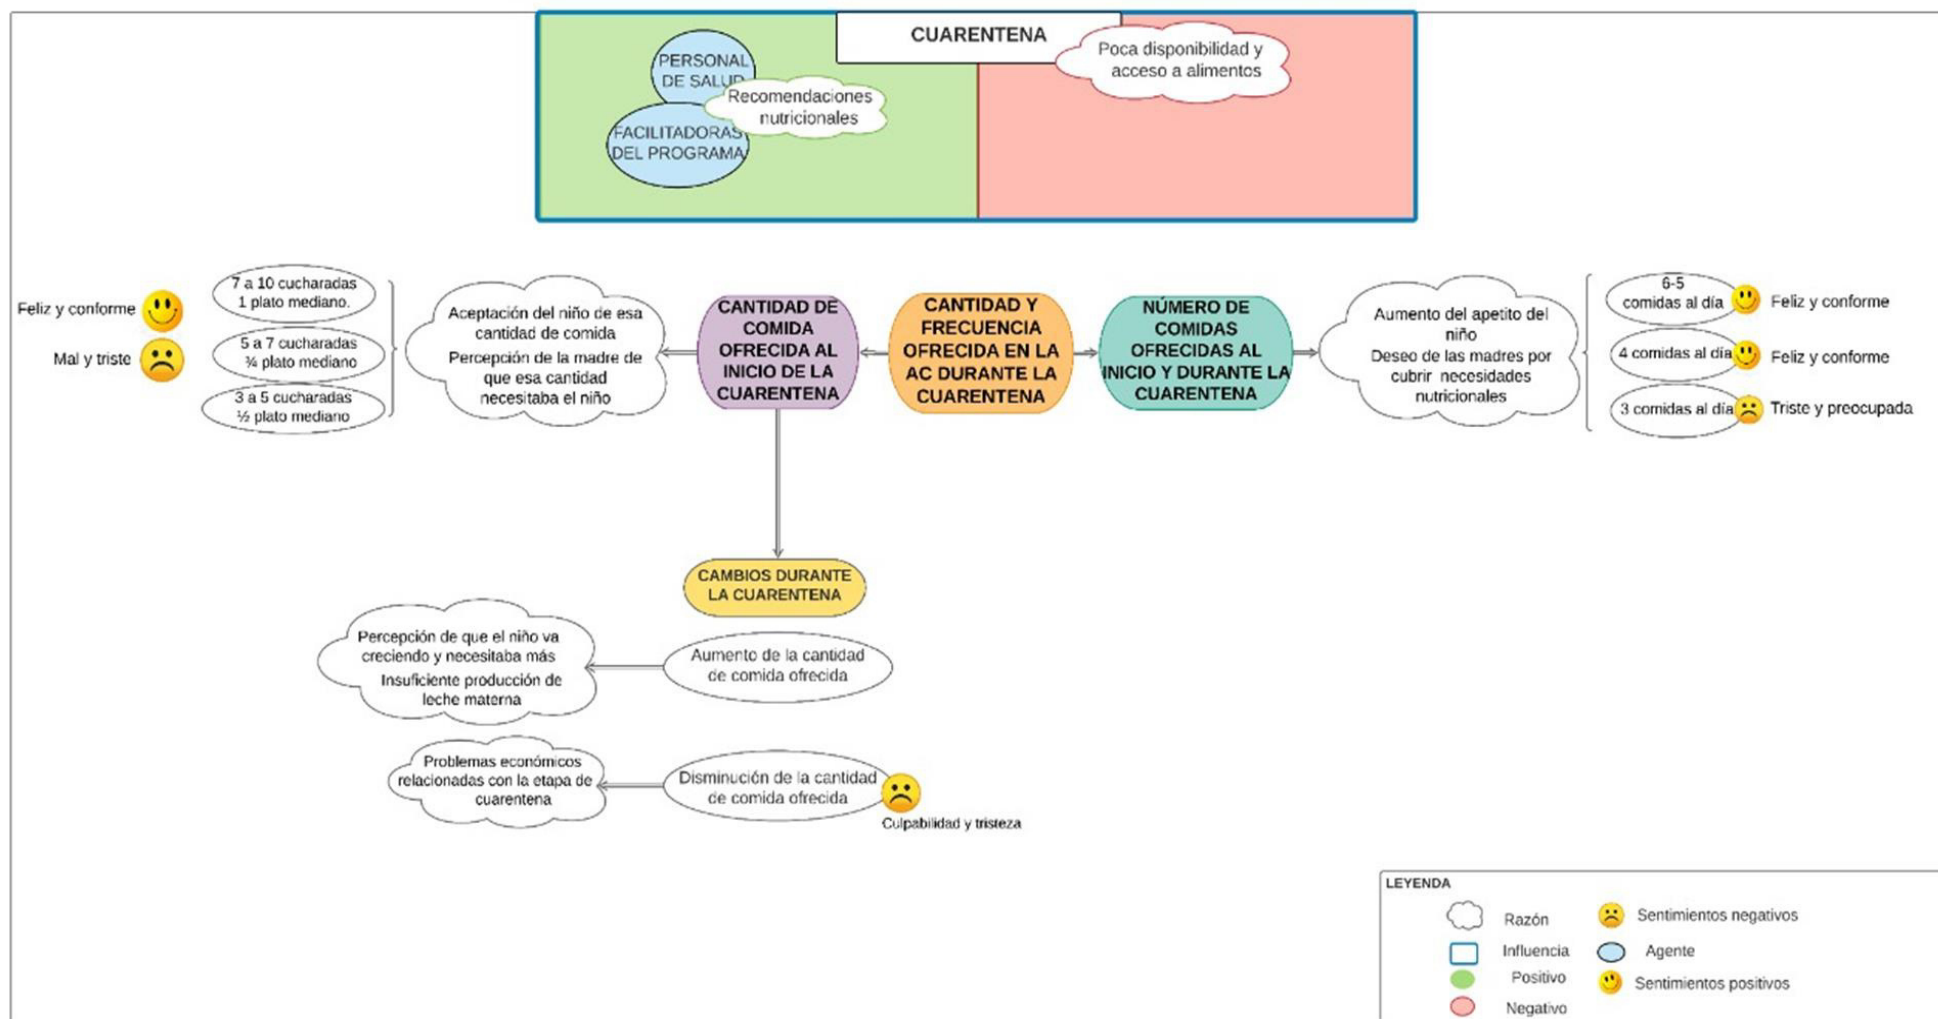 CUARENTENA
PERSONAL
DE SALUD
Recomendaciones
nutricionales
FACILITADORAS
DEL PROGRAMA
Poca disponibilidad y
acceso a alimentos
Feliz y conforme
Mal y triste
7 a 10 cucharadas
1 plato mediano.
5 a 7 cucharadas
¾ plato mediano
3 a 5 cucharadas
½ plato mediano
Aceptación del niño de esa
cantidad de comida
Percepción de la madre de
que esa cantidad
necesitaba el niño
CANTIDAD DE
COMIDA
OFRECIDA AL
INICIO DE LA
CUARENTENA
CANTIDAD Y
FRECUENCIA
OFRECIDA EN LA
AC DURANTE LA
CUARENTENA
NÚMERO DE
COMIDAS
OFRECIDAS AL
INICIO Y DURANTE LA
CUARENTENA
Aumento del apetito del
niño
Deseo de las madres por
cubrir necesidades
nutricionales
6-5
comidas al día
Feliz y conforme
4 comidas al día
Feliz y conforme
3 comidas al día
Triste y preocupada
CAMBIOS DURANTE
LA CUARENTENA
Percepción de que el niño va
creciendo y necesitaba más
Insuficiente producción de
leche materna
Aumento de la cantidad
de comida ofrecida
Problemas económicos
relacionadas con la etapa de
cuarentena
Disminución de la cantidad
de comida ofrecida
Culpabilidad y tristeza
LEYENDA
Razón
Influencia
Positivo
Negativo
Sentimientos negativos
Agente
Sentimientos positivos